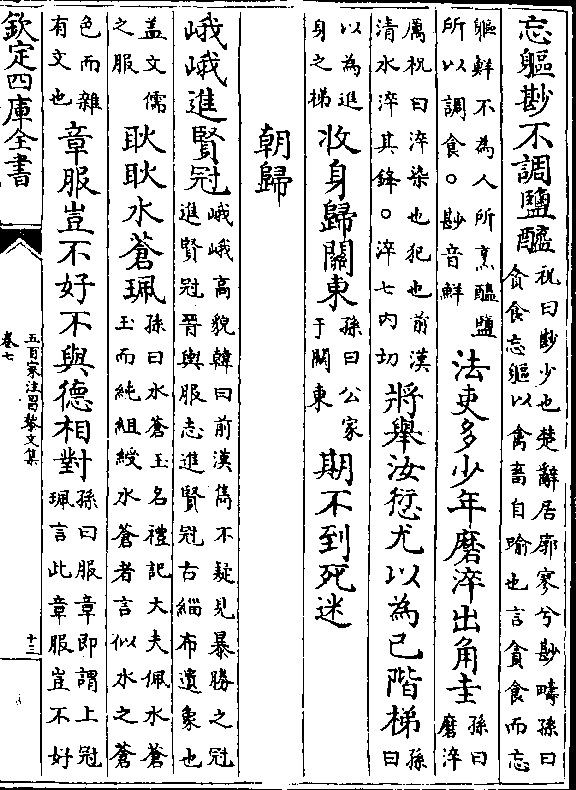 忘軀尠不調鹽醯祝曰尠少也楚辭居廓寥兮尠疇孫曰貪食忘軀以禽畜自喻也言貪食而忘
軀鮮不為人所烹醯鹽所以調食○尠音鮮法吏多少年磨淬出角圭孫曰磨淬
厲祝曰淬染也犯也前漢清水淬其鋒○淬七内切將舉汝愆尤以為已階梯孫曰
以為進身之梯收身歸關東孫曰公家于關東期不到死迷
朝歸
峨峨進賢冠峨峨高貌韓曰前漢雋不疑見暴勝之冠進賢冠晉輿服志進賢冠古緇布遺象也
盖文儒之服耿耿水蒼珮孫曰水蒼玉名禮記大夫佩水蒼玉而純組綬水蒼者言似水之蒼
色而雜有文也章服豈不好不與德相對孫曰服章即謂上冠珮言此章服豈不好
欽定四庫全書
五百家注昌黎文集
卷七
十三